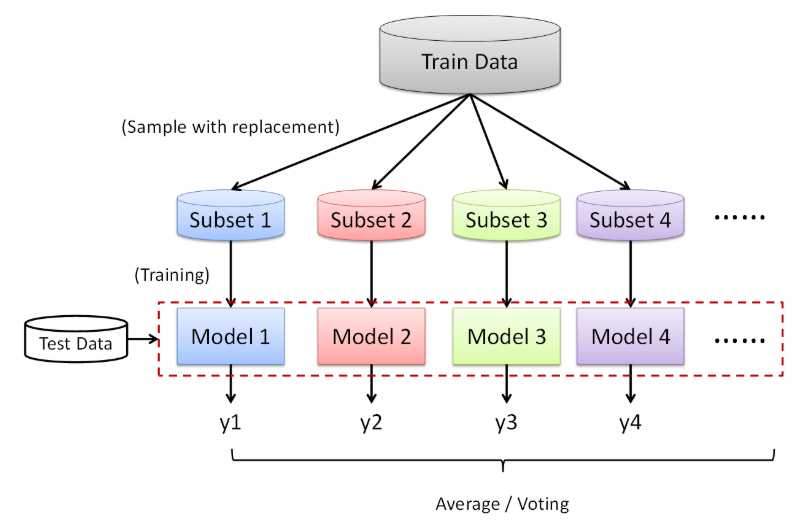 Train Data
(Sample with replacement)
Subset 1
Subset 2
Subset 3
Subset 4
......
(Training)
Test Data
Model 1
Model 2
Model 3
Model 4
......
y1
y2
y3
y4
Average / Voting